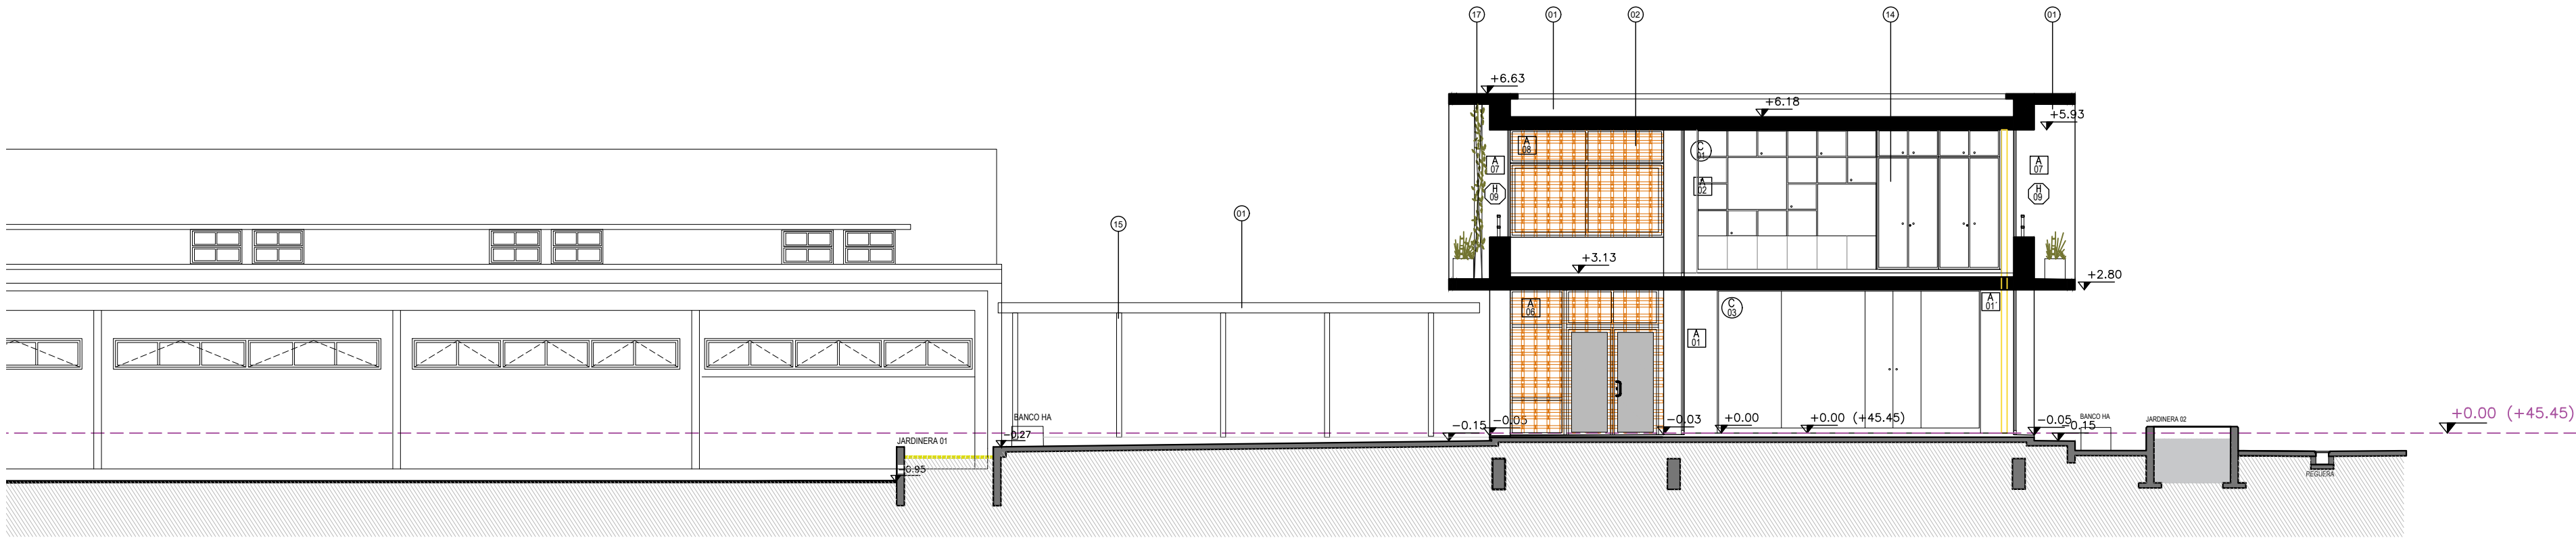 17
01
02
14
01
+6.63
+6.18
+5.93
A
08
C
01
A
07
A
07
A
02
H
09
H
09
15
01
+3.13
+2.80
A
06
C
03
A
01'
A
01
BANCO HA
-0.27
-0.15
-0.05
-0.03
+0.00
+0.00 (+45.45)
-0.05
-0.15
BANCO HA
JARDINERA 02
+0.00 (+45.45)
JARDINERA 01
-0.95
REGUERA